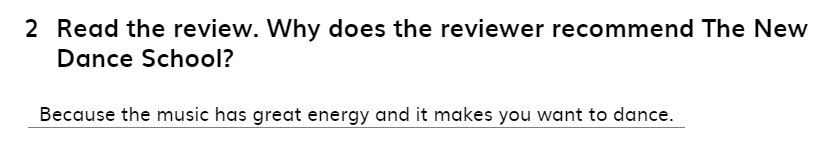 2 Read the review. Why does the reviewer recommend The New
Dance School?
Because the music has great energy and it makes you want to dance.